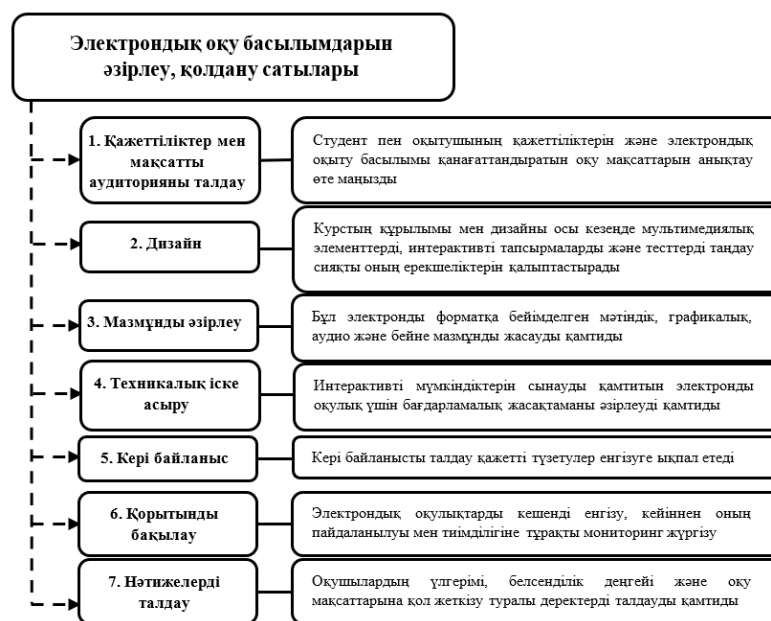 Электрондық оқу басылымдарын
әзірлеу, қолдану сатылары
1. Қажеттіліктер мен
мақсатты
аудиторияны талдау
Студент пен оқытушының қажеттіліктерін және электрондық
оқыту басылымы қанағаттандыратын оқу мақсаттарын анықтау
өте маңызды
2. Дизайн
Курстың құрылымы мен дизайны осы кезеңде мультимедиялық
элементтерді, интерактивті тапсырмаларды және тесттерді таңдау
сияқты оның ерекшеліктерін қалыптастырады
3. Мазмұнды әзірлеу
Бұл электронды форматқа бейімделген мәтіндік, графикалық,
аудио және бейне мазмұнды жасауды қамтиды
4. Техникалық іске
асыру
Интерактивті мүмкіндіктерін сынауды қамтитын электронды
оқулық үшін бағдарламалық жасақтаманы әзірлеуді қамтиды
5. Кері байланыс
Кері байланысты талдау қажетті түзетулер енгізуге ықпал етеді
6. Қорытынды
бақылау
Электрондық оқулықтарды кешенді енгізу, кейіннен оның
пайдаланылуы мен тиімділігіне тұрақты мониторинг жүргізу
7. Нәтижелерді
талдау
Оқушылардың үлгерімі, белсенділік деңгейі және оқу
мақсаттарына қол жеткізу туралы деректерді талдауды қамтиды